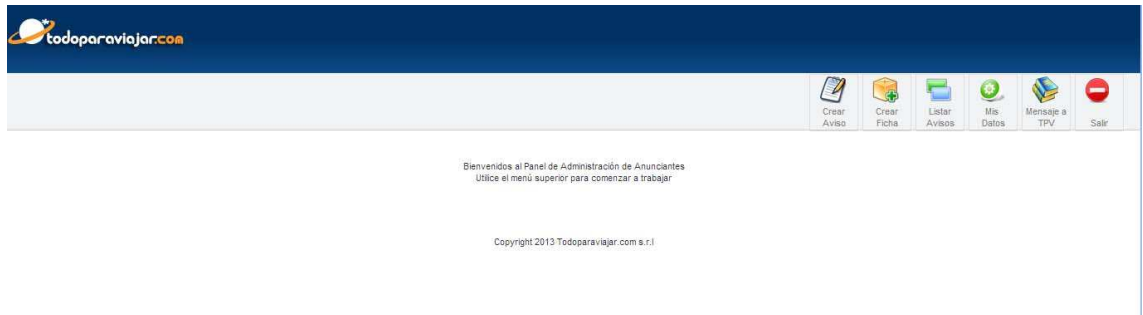 todoparaviajar.com
Crear
Aviso
Crear
Ficha
Listar
Avisos
Mis
Datos
Mensaje a
TPV
Salir
Bienvenidos al Panel de Administración de Anunciantes
Utilice el menú superior para comenzar a trabajar
Copyright 2013 Todoparaviajar.com s.r.l